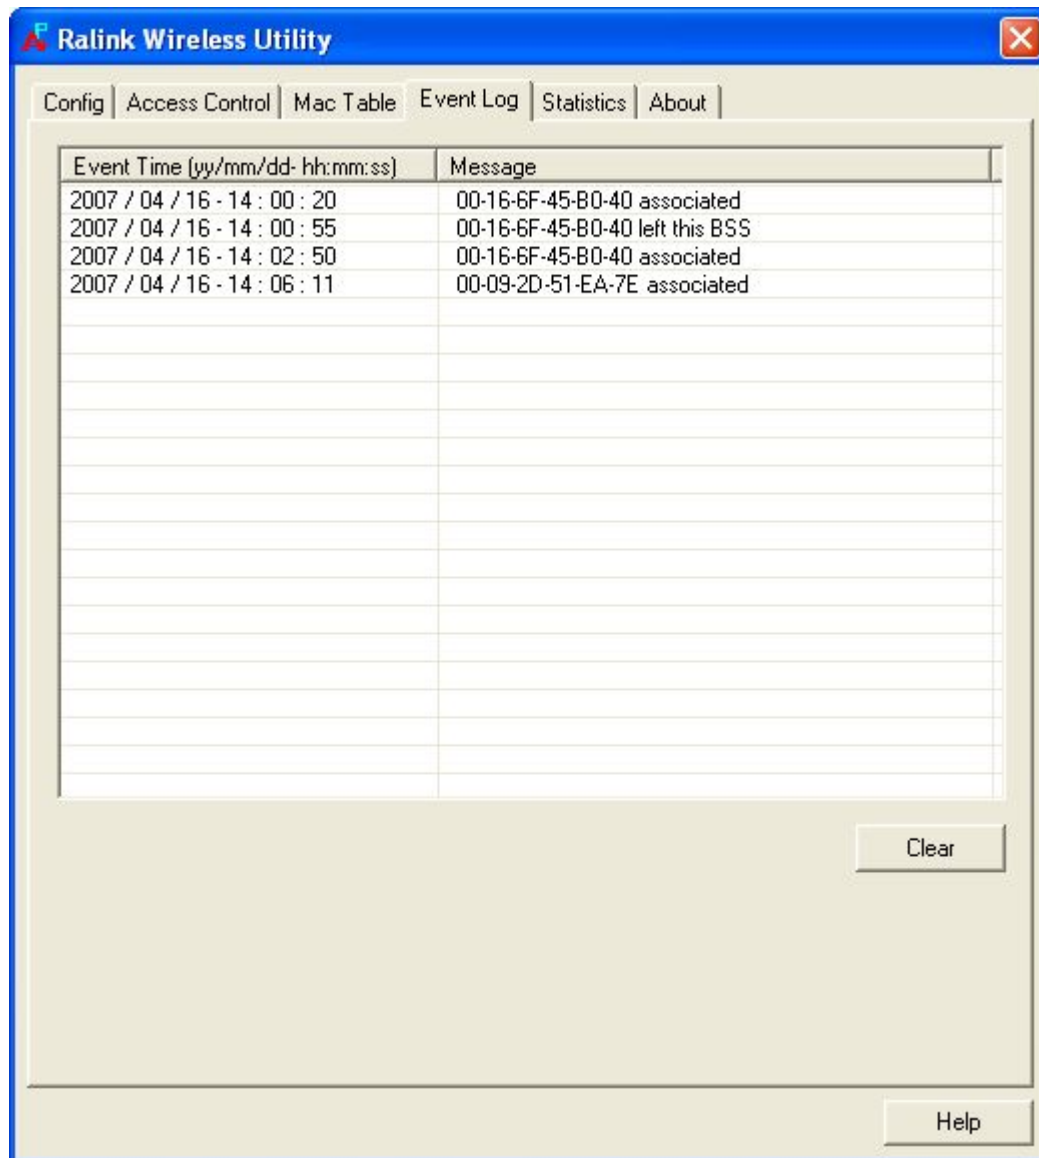 Ralink Wireless Utility
Config Access Control Mac Table Event Log Statistics About
Event Time (yy/mm/dd- hh:mm:ss) Message
2007 / 04 / 16 - 14 : 00 : 20 00-16-6F-45-B0-40 associated
2007 / 04 / 16 - 14 : 00 : 55 00-16-6F-45-B0-40 left this BSS
2007 / 04 / 16 - 14 : 02 : 50 00-16-6F-45-B0-40 associated
2007 / 04 / 16 - 14 : 06 : 11 00-09-2D-51-EA-7E associated
Clear
Help